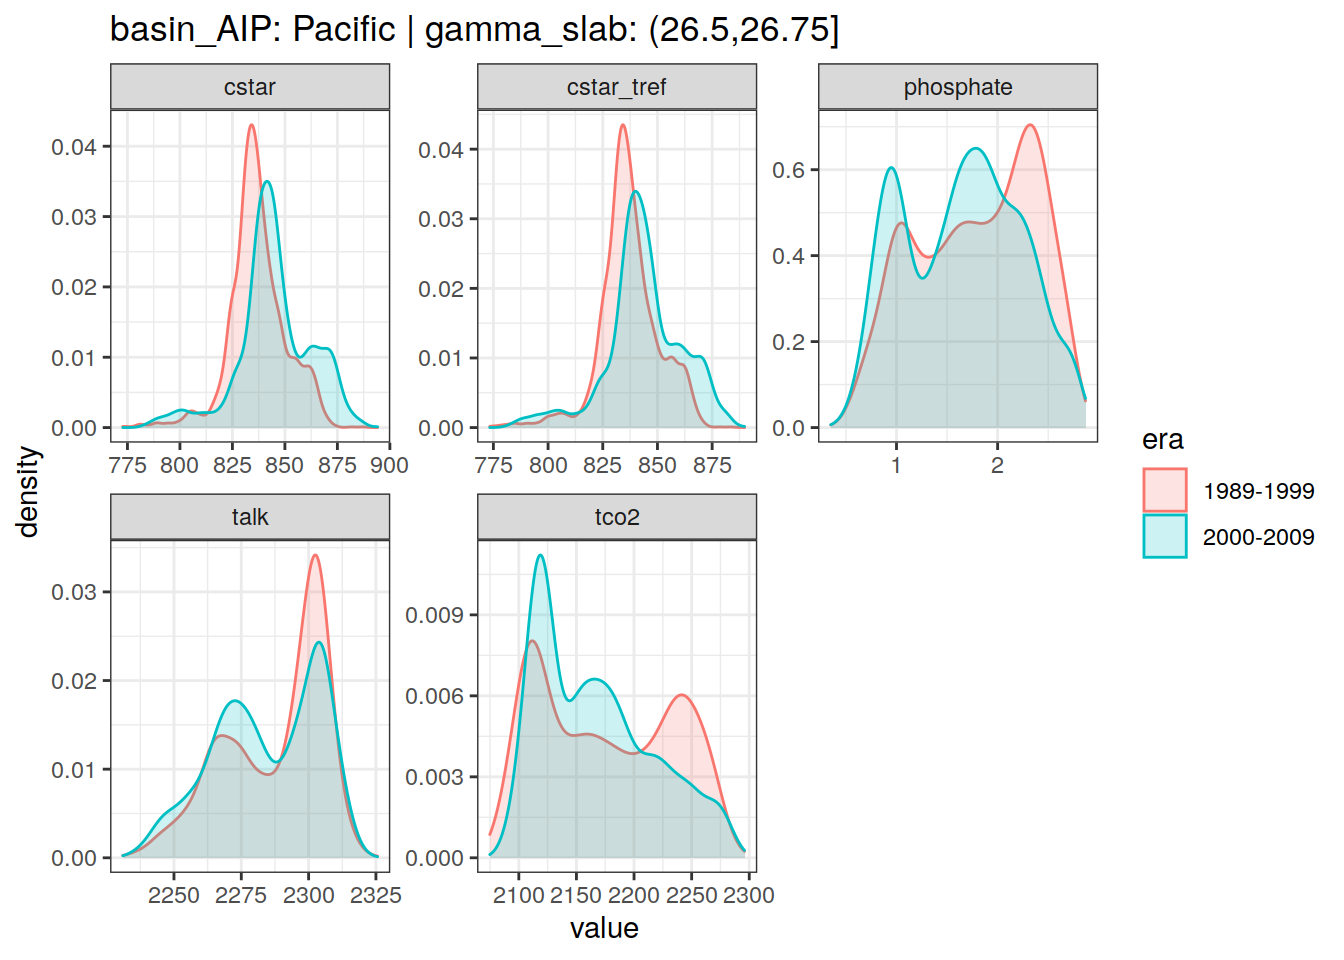 basin_AIP: Pacific | gamma_slab: (26.5,26.75]
cstar
cstar_tref
phosphate
0.04
0.03
0.02
0.01
0.00
775 800 825 850 875 900
0.04
0.03
0.02
0.01
0.00
775 800 825 850 875
0.6
0.4
0.2
0.0
1 2
talk
tco2
0.03
0.02
0.01
0.00
2250 2275 2300 2325
0.009
0.006
0.003
0.000
2100 2150 2200 2250 2300
density
value
era
1989-1999
2000-2009